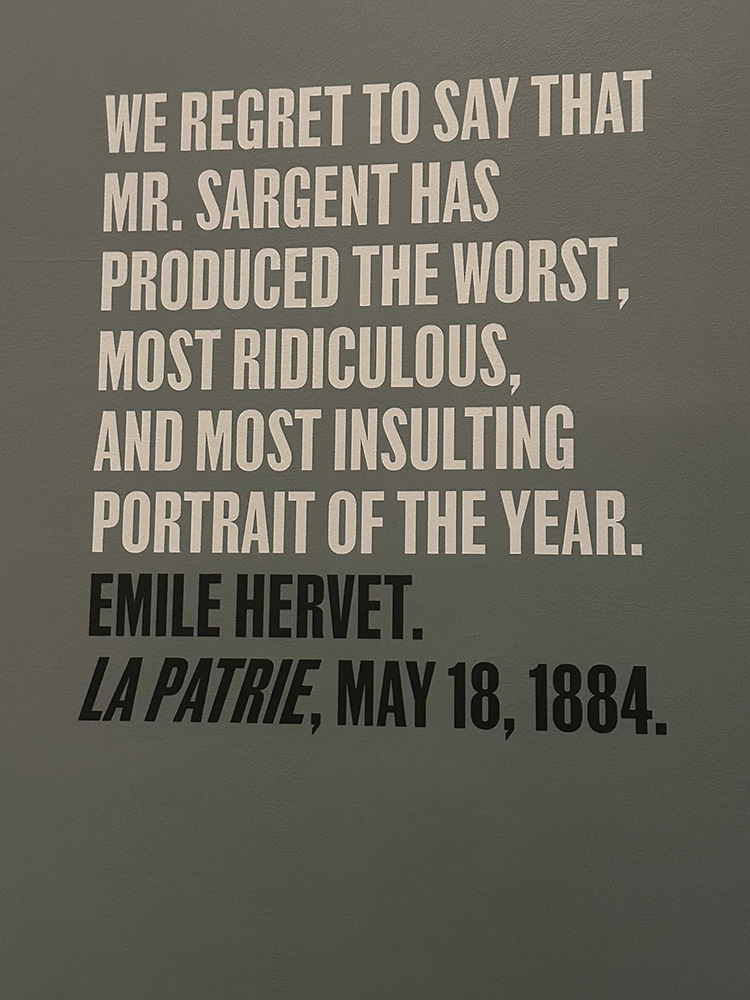 WE REGRET TO SAY THAT
MR. SARGENT HAS
PRODUCED THE WORST,
MOST RIDICULOUS,
AND MOST INSULTING
PORTRAIT OF THE YEAR.
EMILE HERVET.
LA PATRIE, MAY 18, 1884.